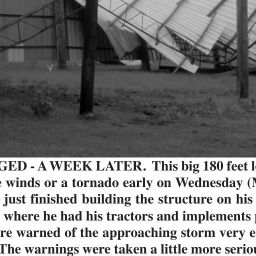 GED - A WEEK LATER. This big 180 feet
winds or a tornado early on Wednesday
just finished building the structure on his
where he had his tractors and implements
re warned of the approaching storm very
The warnings were taken a little more